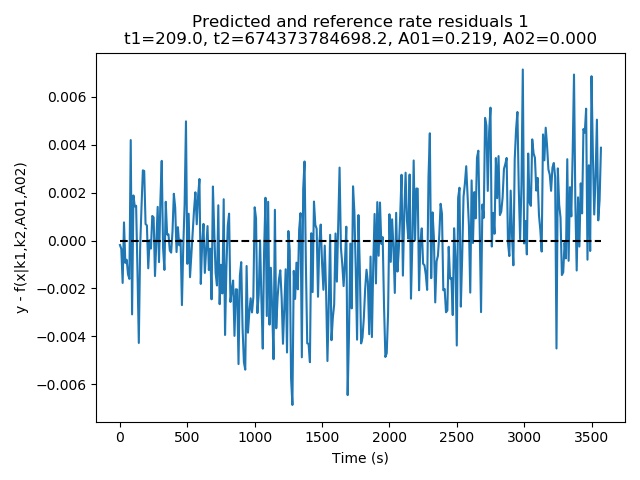 Predicted and reference rate residuals 1
t1=209.0, t2=674373784698.2, A01=0.219, A02=0.000
y - f(x|k1,k2,A01,A02)
0.006
0.004
0.002
0.000
−0.002
−0.004
−0.006
0 500 1000 1500 2000 2500 3000 3500
Time (s)